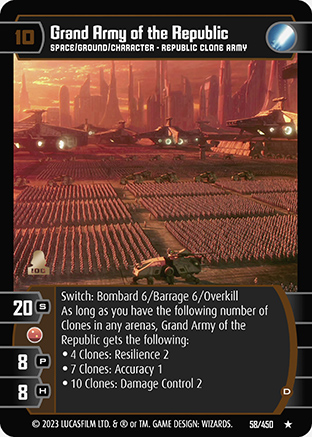 10
Grand Army of the Republic
SPACE/GROUND/CHARACTER - REPUBLIC CLONE ARMY
20 S
8 P
8 H
Switch: Bombard 6/Barrage 6/Overkill
As long as you have the following number of
Clones in any arenas, Grand Army of the
Republic gets the following:
• 4 Clones: Resilience 2
• 7 Clones: Accuracy 1
• 10 Clones: Damage Control 2
D
© 2023 LUCASFILM LTD. & ® or TM. GAME DESIGN: WIZARDS.
58/450